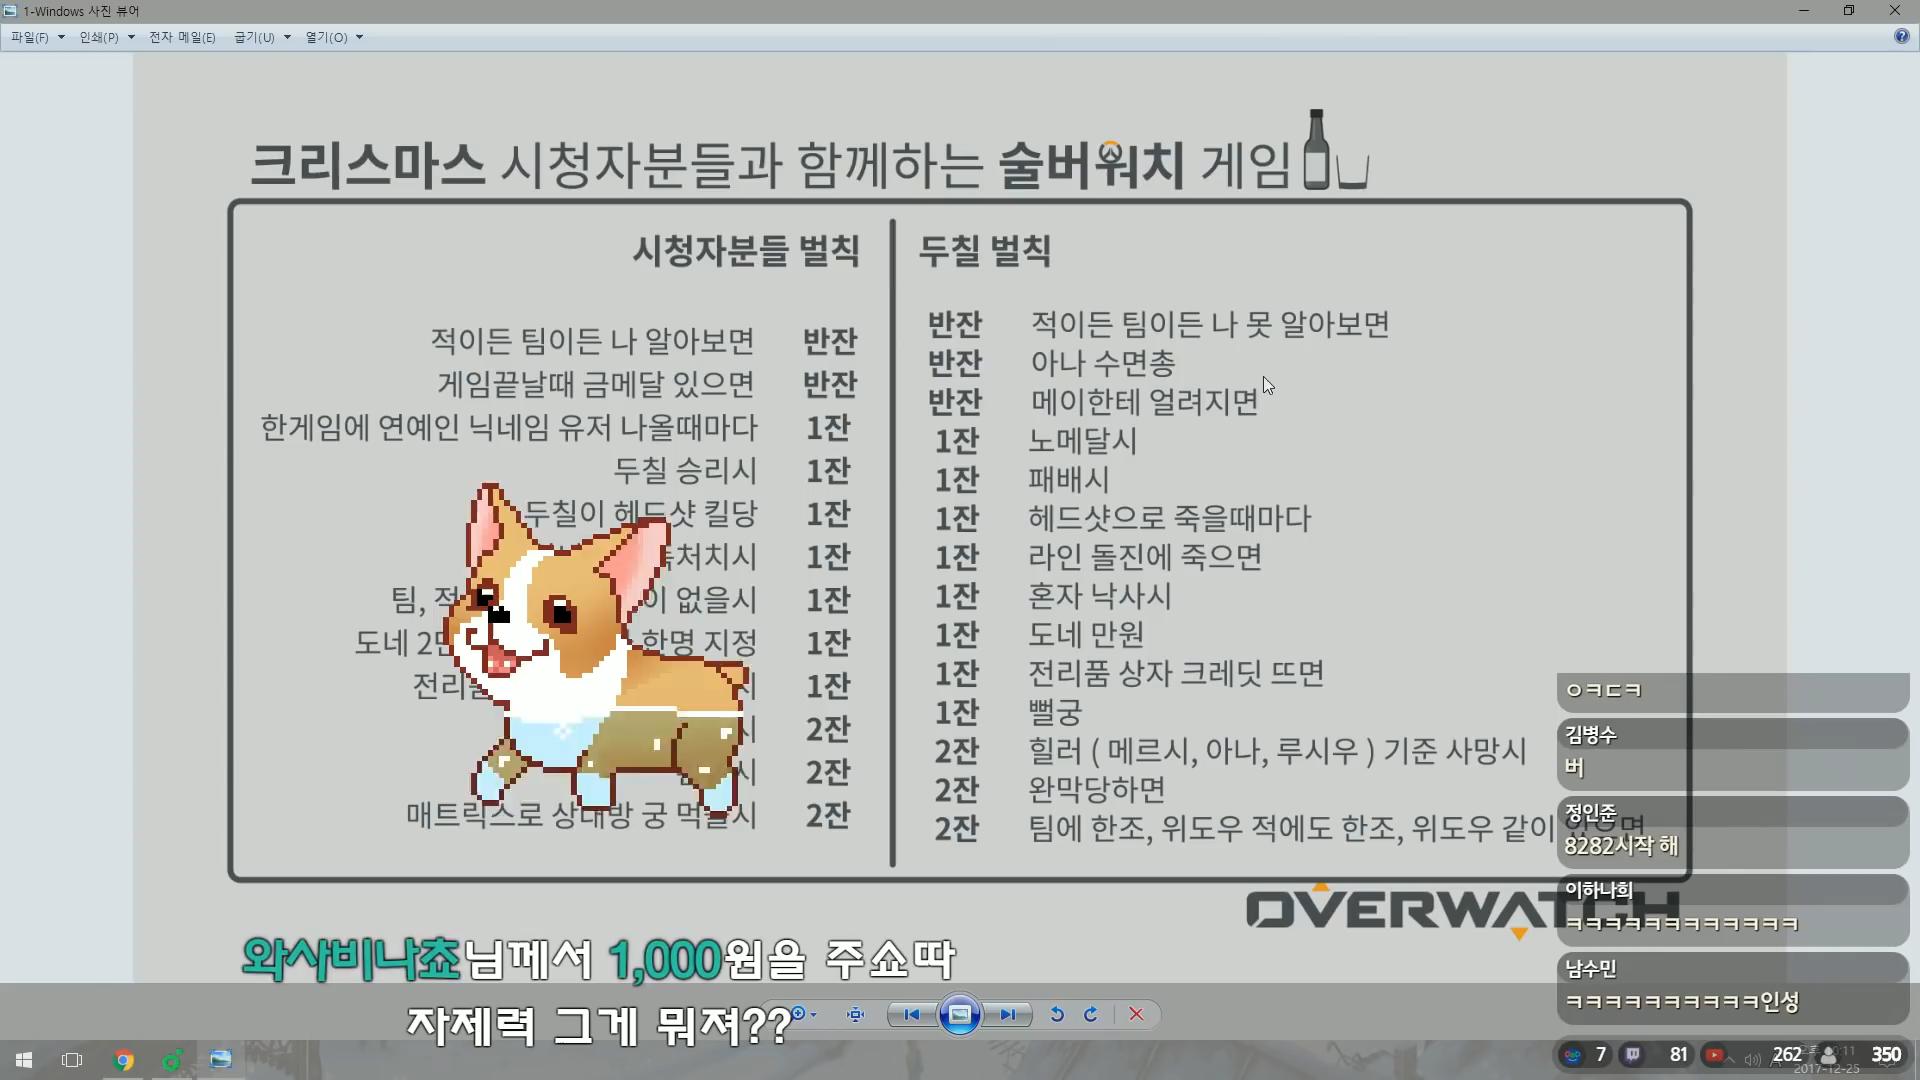 1-Windows 사진 뷰어
파일(F) 인쇄(P) 전자 메일(E) 굽기(U) 열기(O)
크리스마스 시청자분들과 함께하는 술버워치 게임
시청자분들 벌칙
적이든 팀이든 나 알아보면 반잔
게임끝날때 금메달 있으면 반잔
한게임에 연예인 닉네임 유저 나올때마다 1잔
두칠 승리시 1잔
두칠이 헤드샷 킬당 1잔
처치시 1잔
팀, 없을시 1잔
도네 한명 지정 1잔
1잔
2잔
2잔
매트릭스로 상대방 궁 먹을시 2잔
두칠 벌칙
반잔 적이든 팀이든 나 못 알아보면
반잔 아나 수면총
반잔 메이한테 얼려지면
1잔 노메달시
1잔 패배시
1잔 헤드샷으로 죽을때마다
1잔 라인 돌진에 죽으면
1잔 혼자 낙사시
1잔 도네 만원
1잔 전리품 상자 크레딧 뜨면
1잔 뻘궁
2잔 힐러 ( 메르시, 아나, 루시우 ) 기준 사망시
2잔 완막당하면
2잔 팀에 한조, 위도우 적에도 한조, 위도우 같이
OVERWATCH
와사비나쵸님께서 1,000원을 주쇼따
자제력 그게 뭐져??
ㅇㅋㄷㅋ
김병수
버
정인준
8282시작 해
이하나희
ㅋㅋㅋㅋㅋㅋㅋㅋㅋㅋㅋㅋ
남수민
ㅋㅋㅋㅋㅋㅋㅋㅋㅋㅋ인성
7 81 262 350
2017-12-25